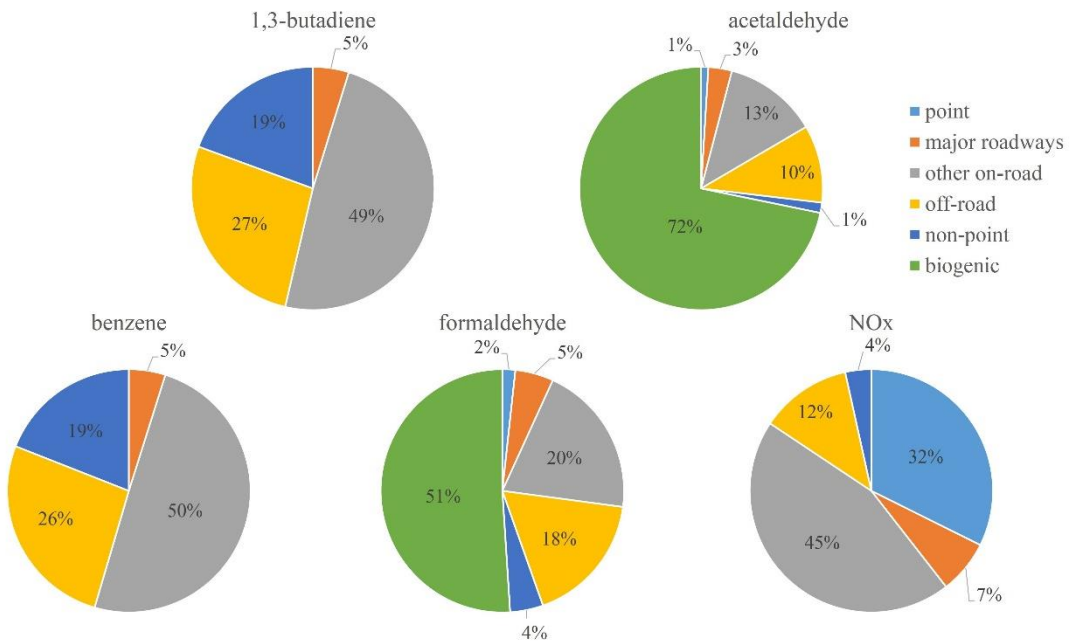 1,3-butadiene
5%
49%
27%
19%
acetaldehyde
1%
3%
13%
10%
1%
72%
point
major roadways
other on-road
off-road
non-point
biogenic
benzene
5%
50%
26%
19%
formaldehyde
2%
5%
20%
18%
4%
51%
NOx
4%
12%
32%
45%
7%